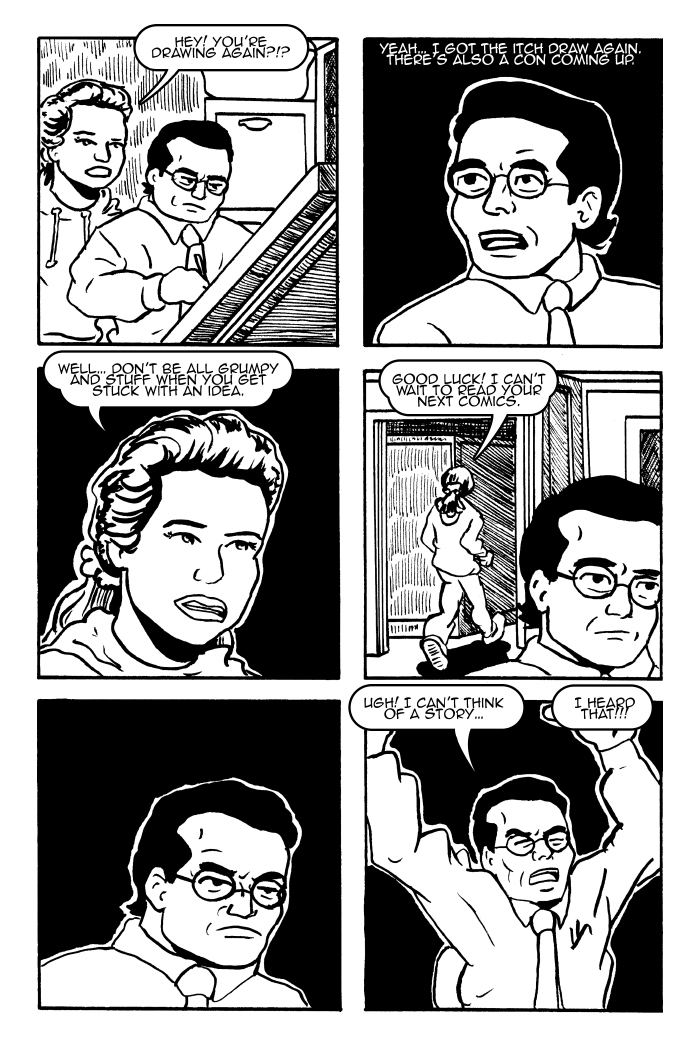 HEY! YOU'RE
DRAWING AGAIN?!?
YEAH... I GOT THE ITCH DRAW AGAIN.
THERE'S ALSO A CON COMING UP.
WELL... DON'T BE ALL GRUMPY
AND STUFF WHEN YOU GET
STUCK WITH AN IDEA.
GOOD LUCK! I CAN'T
WAIT TO READ YOUR
NEXT COMICS.
UGH! I CAN'T THINK
OF A STORY...
I HEARD
THAT!!!